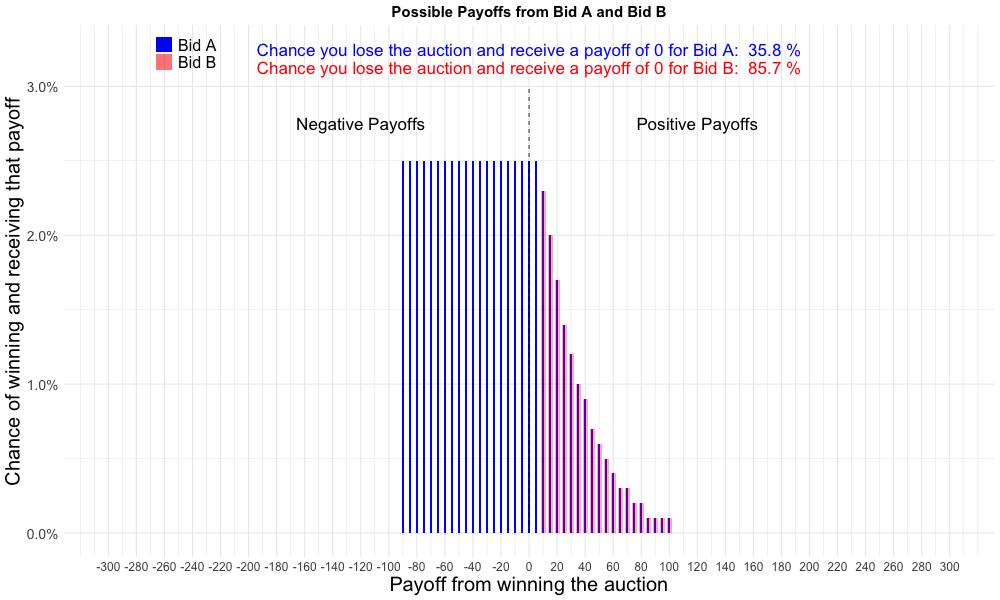 Possible Payoffs from Bid A and Bid B
Bid A
Bid B
Chance you lose the auction and receive a payoff of 0 for Bid A:  35.8 %
Chance you lose the auction and receive a payoff of 0 for Bid B:  85.7 %
Negative Payoffs
Positive Payoffs
Chance of winning and receiving that payoff
3.0%
2.0%
1.0%
0.0%
-300 -280 -260 -240 -220 -200 -180 -160 -140 -120 -100 -80 -60 -40 -20 0 20 40 60 80 100 120 140 160 180 200 220 240 260 280 300
Payoff from winning the auction